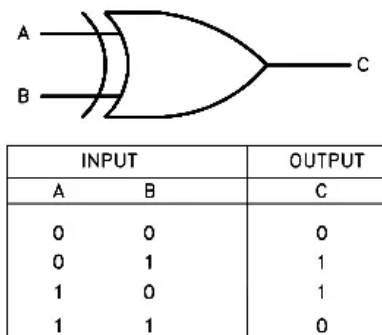 A
C
B
INPUT OUTPUT
A B C
0 0 0
0 1 1
1 0 1
1 1 0